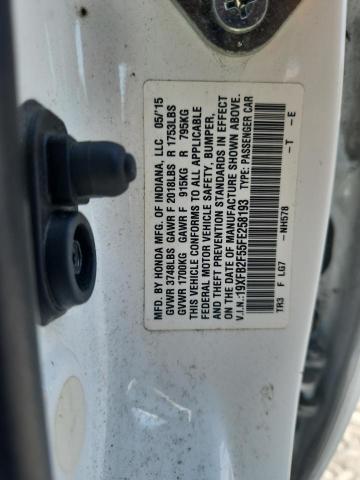 MFD. BY HONDA MFG. OF INDIANA, LLC 05/15
GVWR 3748LBS GAWR F 2018LBS R 1753LBS
GVWR 1700KG GAWR F 915KG R 795KG
THIS VEHICLE CONFORMS TO ALL APPLICABLE
FEDERAL MOTOR VEHICLE SAFETY, BUMPER,
AND THEFT PREVENTION STANDARDS IN EFFECT
ON THE DATE OF MANUFACTURE SHOWN ABOVE.
V.I.N.:19XFB2F55FE258193 TYPE: PASSENGER CAR
TR3 F LG7 -NH578 -T -E